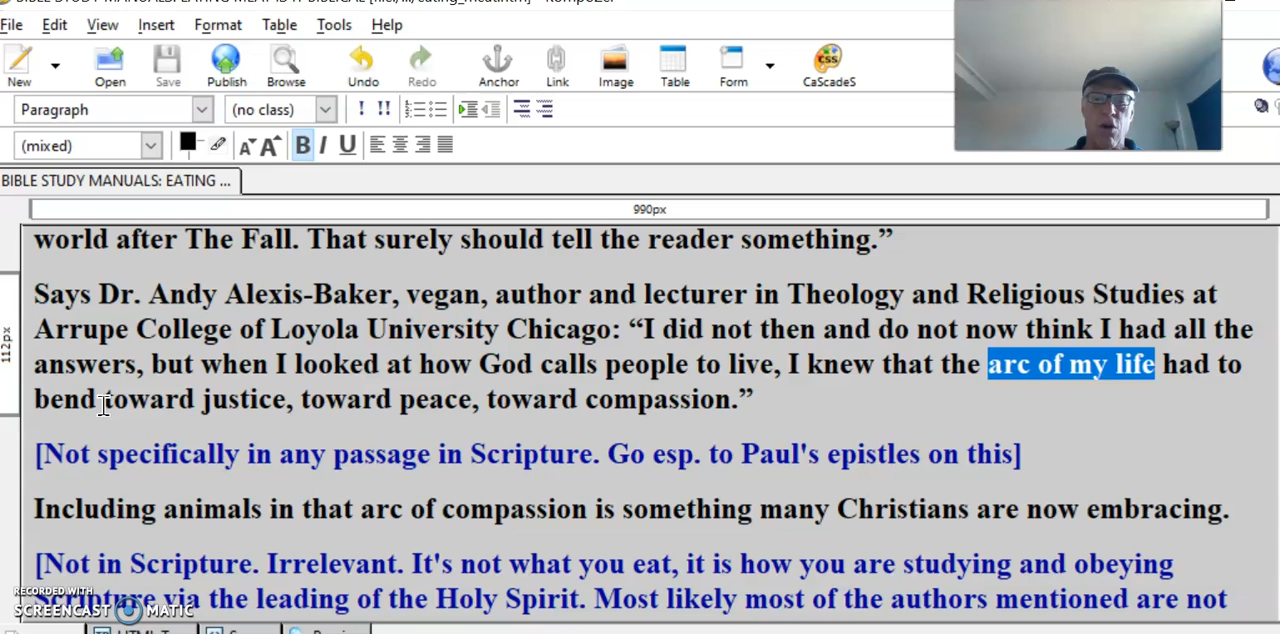 BIBLE STUDY MANUALS: EATING MEAT IS IT BIBLICAL [file:/// /eating_meat.htm] - KompoZer
File Edit View Insert Format Table Tools Help
New Open Save Publish Browse Undo Redo Anchor Link Image Table Form CaScadeS
Paragraph (no class) ! !!
(mixed) A A B I U
BIBLE STUDY MANUALS: EATING ...
990px
112px
world after The Fall. That surely should tell the reader something.”
Says Dr. Andy Alexis-Baker, vegan, author and lecturer in Theology and Religious Studies at
Arrupe College of Loyola University Chicago: “I did not then and do not now think I had all the
answers, but when I looked at how God calls people to live, I knew that the arc of my life had to
bend toward justice, toward peace, toward compassion.”
[Not specifically in any passage in Scripture. Go esp. to Paul's epistles on this]
Including animals in that arc of compassion is something many Christians are now embracing.
[Not in Scripture. Irrelevant. It's not what you eat, it is how you are studying and obeying
Scripture via the leading of the Holy Spirit. Most likely most of the authors mentioned are not
RECORDED WITH
SCREENCAST MATIC